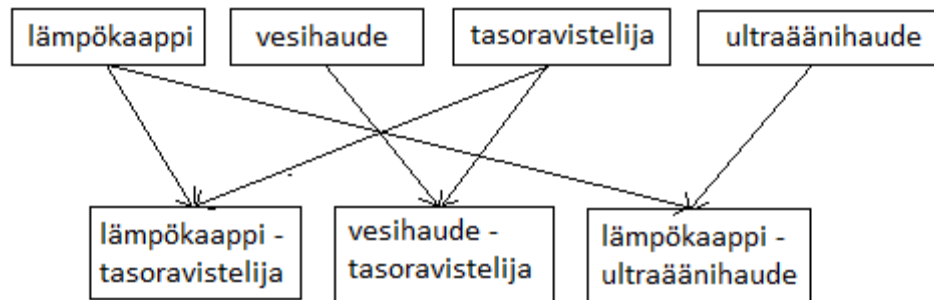 lämpökaappi
vesihaude
tasoravistelija
ultraäänihaude
lämpökaappi -
tasoravistelija
vesihaude -
tasoravistelija
lämpökaappi -
ultraäänihaude